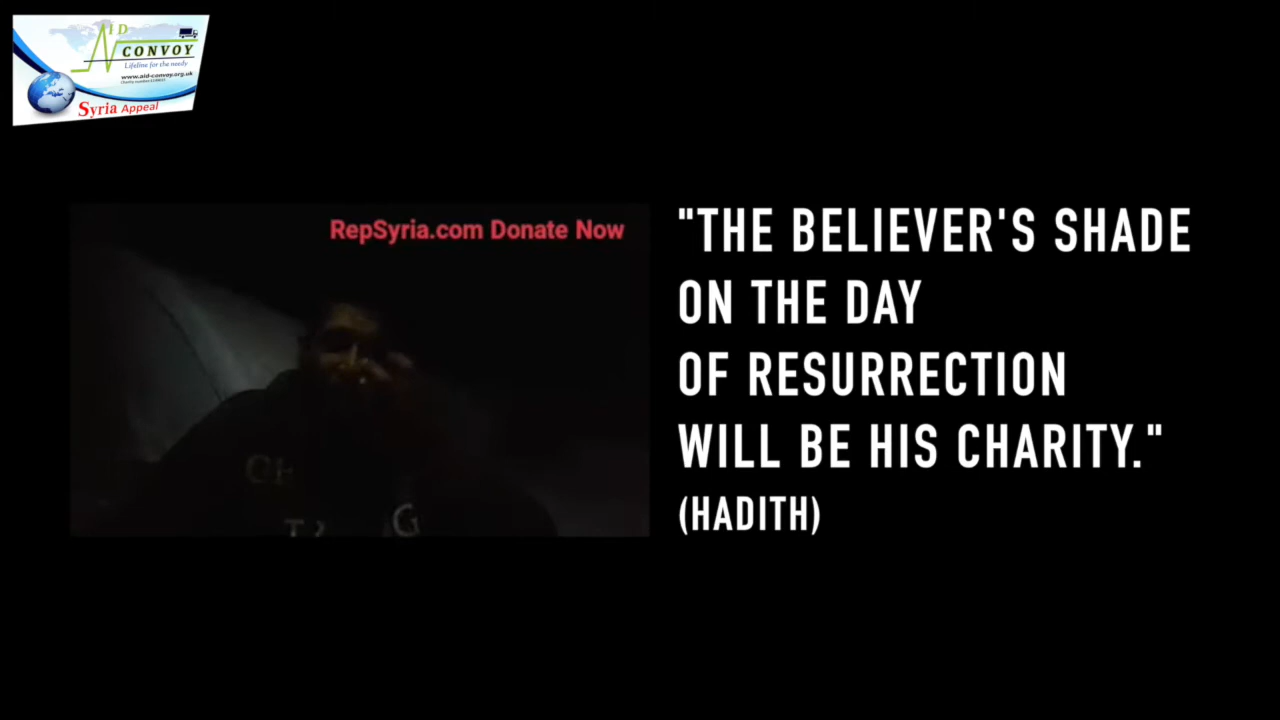 AID
CONVOY
Lifeline for the needy
www.aid-convoy.org.uk
Syria Appeal
RepSyria.com Donate Now
"THE BELIEVER'S SHADE
ON THE DAY
OF RESURRECTION
WILL BE HIS CHARITY."
(HADITH)
G